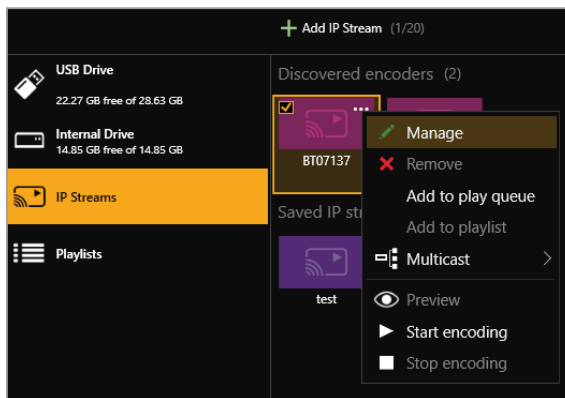 Add IP Stream (1/20)
USB Drive
22.27 GB free of 28.63 GB
Internal Drive
14.85 GB free of 14.85 GB
IP Streams
Playlists
Discovered encoders (2)
BT07137
Saved IP str
test
Manage
Remove
Add to play queue
Add to playlist
Multicast
Preview
Start encoding
Stop encoding